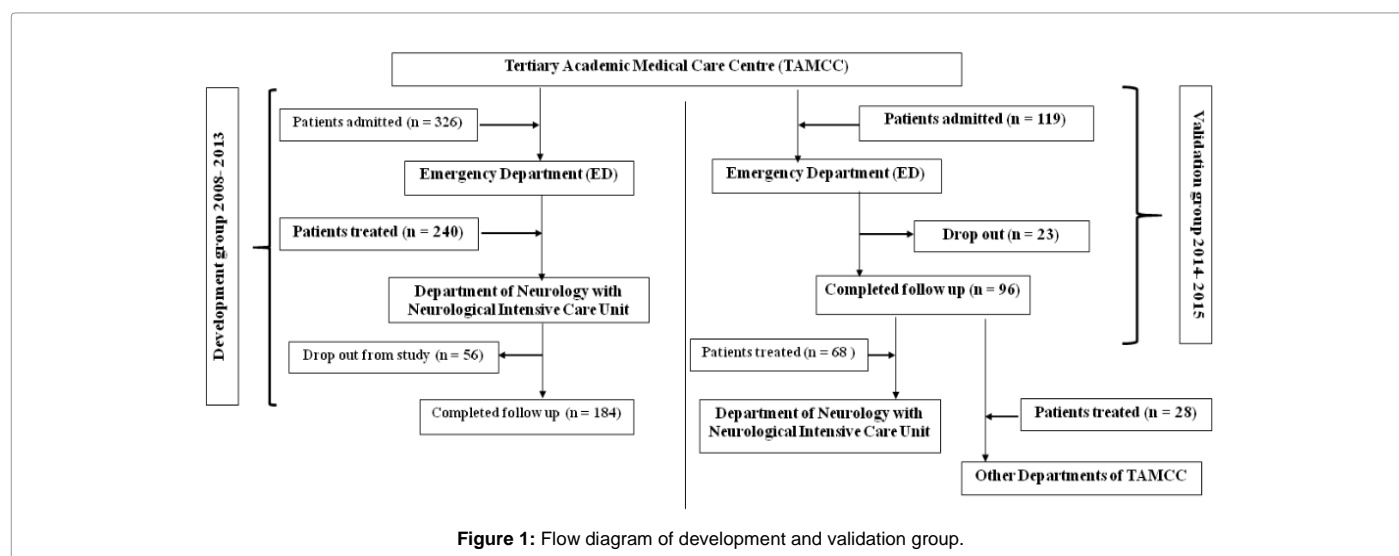 Tertiary Academic Medical Care Centre (TAMCC)
Development group 2008- 2013
Patients admitted (n = 326)
Emergency Department (ED)
Patients treated (n = 240)
Department of Neurology with
Neurological Intensive Care Unit
Drop out from study (n = 56)
Completed follow up (n = 184)
Patients admitted (n = 119)
Emergency Department (ED)
Drop out (n = 23)
Completed follow up (n = 96)
Patients treated (n = 68 )
Department of Neurology with
Neurological Intensive Care Unit
Patients treated (n = 28)
Other Departments of TAMCC
Validation group 2014-2015
Figure 1: Flow diagram of development and validation group.